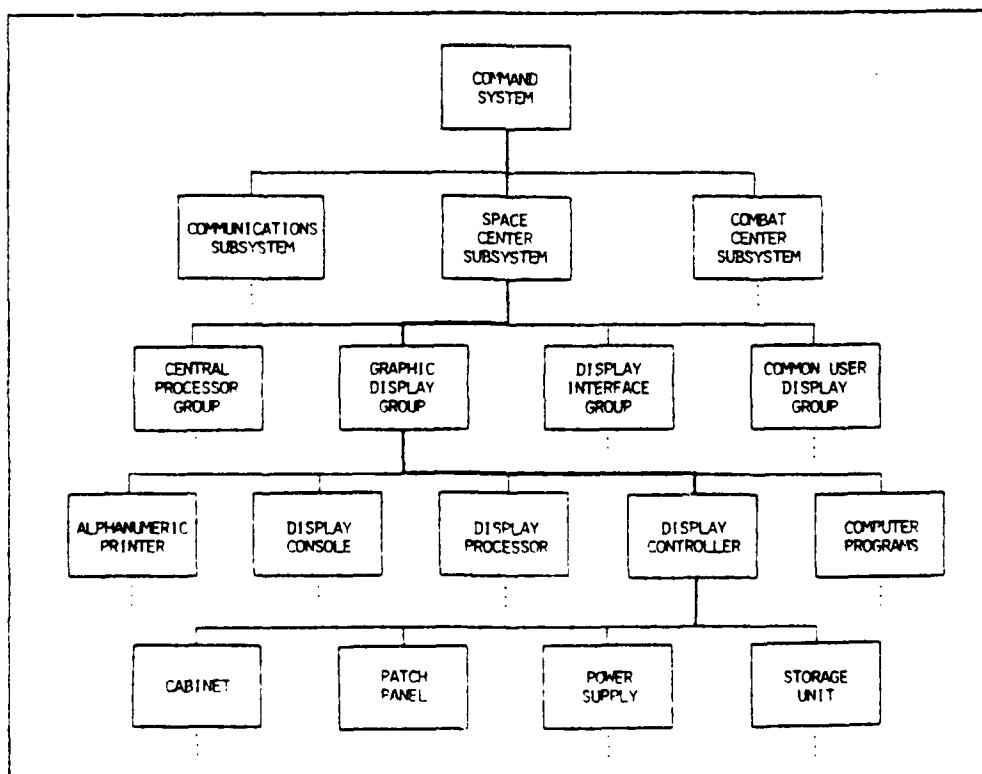 COMMAND
SYSTEM
COMMUNICATIONS
SUBSYSTEM
SPACE
CENTER
SUBSYSTEM
COMBAT
CENTER
SUBSYSTEM
CENTRAL
PROCESSOR
GROUP
GRAPHIC
DISPLAY
GROUP
DISPLAY
INTERFACE
GROUP
COMMON USER
DISPLAY
GROUP
ALPHANUMERIC
PRINTER
DISPLAY
CONSOLE
DISPLAY
PROCESSOR
DISPLAY
CONTROLLER
COMPUTER
PROGRAMS
CABINET
PATCH
PANEL
POWER
SUPPLY
STORAGE
UNIT